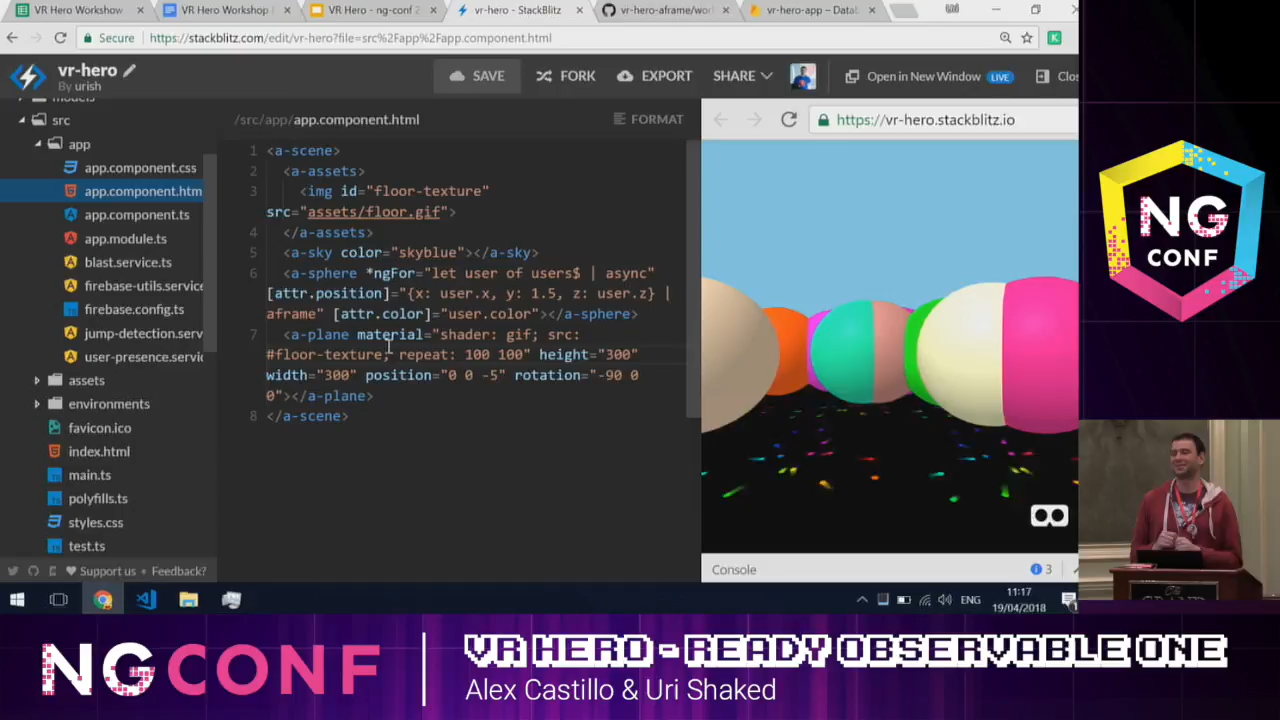 VR Hero Workshow
VR Hero Workshop
VR Hero - ng-conf 2
vr-hero - StackBlitz
vr-hero-aframe/wor
vr-hero-app – Data
Secure
https://stackblitz.com/edit/vr-hero?file=src%2Fapp%2Fapp.component.html
K
vr-hero
By urish
SAVE
FORK
EXPORT
SHARE
Open in New Window
LIVE
Clo
models
src
app
app.component.css
app.component.htm
app.component.ts
app.module.ts
blast.service.ts
firebase-utils.service
firebase.config.ts
jump-detection.serv
user-presence.servic
assets
environments
favicon.ico
index.html
main.ts
polyfills.ts
styles.css
test.ts
Support us
Feedback?
/src/app/app.component.html
FORMAT
1 <a-scene>
2 <a-assets>
3 <img id="floor-texture"
src="assets/floor.gif">
4 </a-assets>
5 <a-sky color="skyblue"></a-sky>
6 <a-sphere *ngFor="let user of users$ | async"
[attr.position]="{x: user.x, y: 1.5, z: user.z} |
aframe" [attr.color]="user.color"></a-sphere>
7 <a-plane material="shader: gif; src:
#floor-texture; repeat: 100 100" height="300"
width="300" position="0 0 -5" rotation="-90 0
0"></a-plane>
8 </a-scene>
https://vr-hero.stackblitz.io
Console
3
ENG
11:17
19/04/2018
NG
CONF
NGCONF
VR HERO - READY OBSERVABLE ONE
Alex Castillo & Uri Shaked